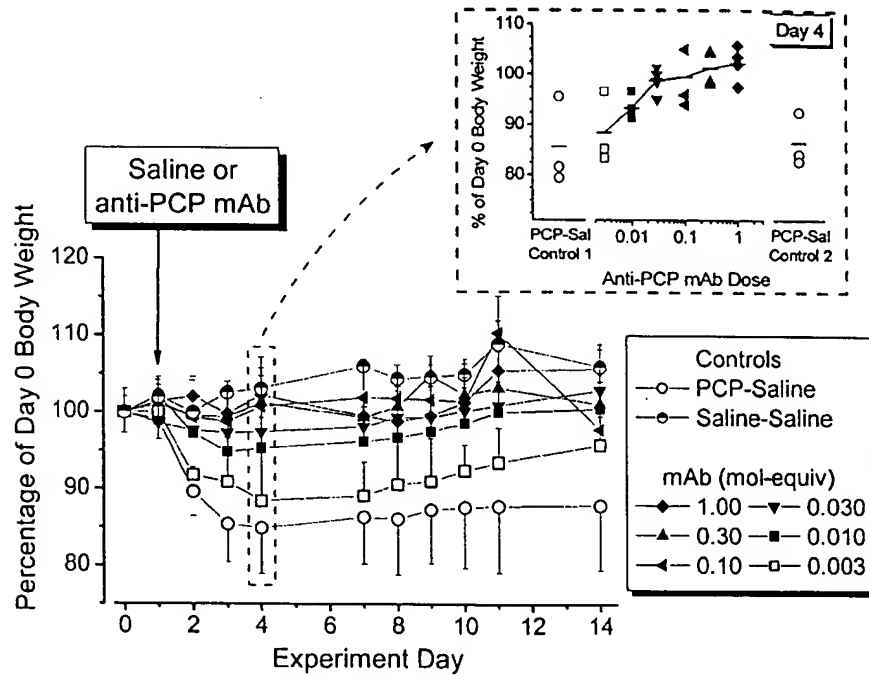 110
100
90
80
% of Day 0 Body Weight
Day 4
PCP-Sal
Control 1
0.01
0.1
1
PCP-Sal
Control 2
Anti-PCP mAb Dose
Saline or
anti-PCP mAb
120
110
100
90
80
Percentage of Day 0 Body Weight
0
2
4
6
8
10
12
14
Experiment Day
Controls
PCP-Saline
Saline-Saline
mAb (mol-equiv)
1.00 0.030
0.30 0.010
0.10 0.003